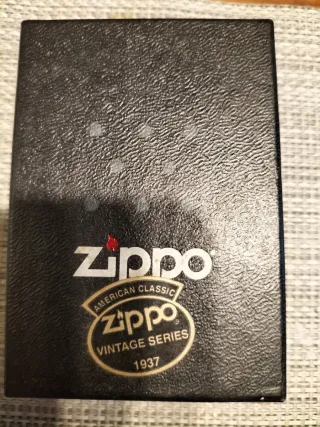 Zippo
AMERICAN CLASSIC
Zippo
VINTAGE SERIES
1937